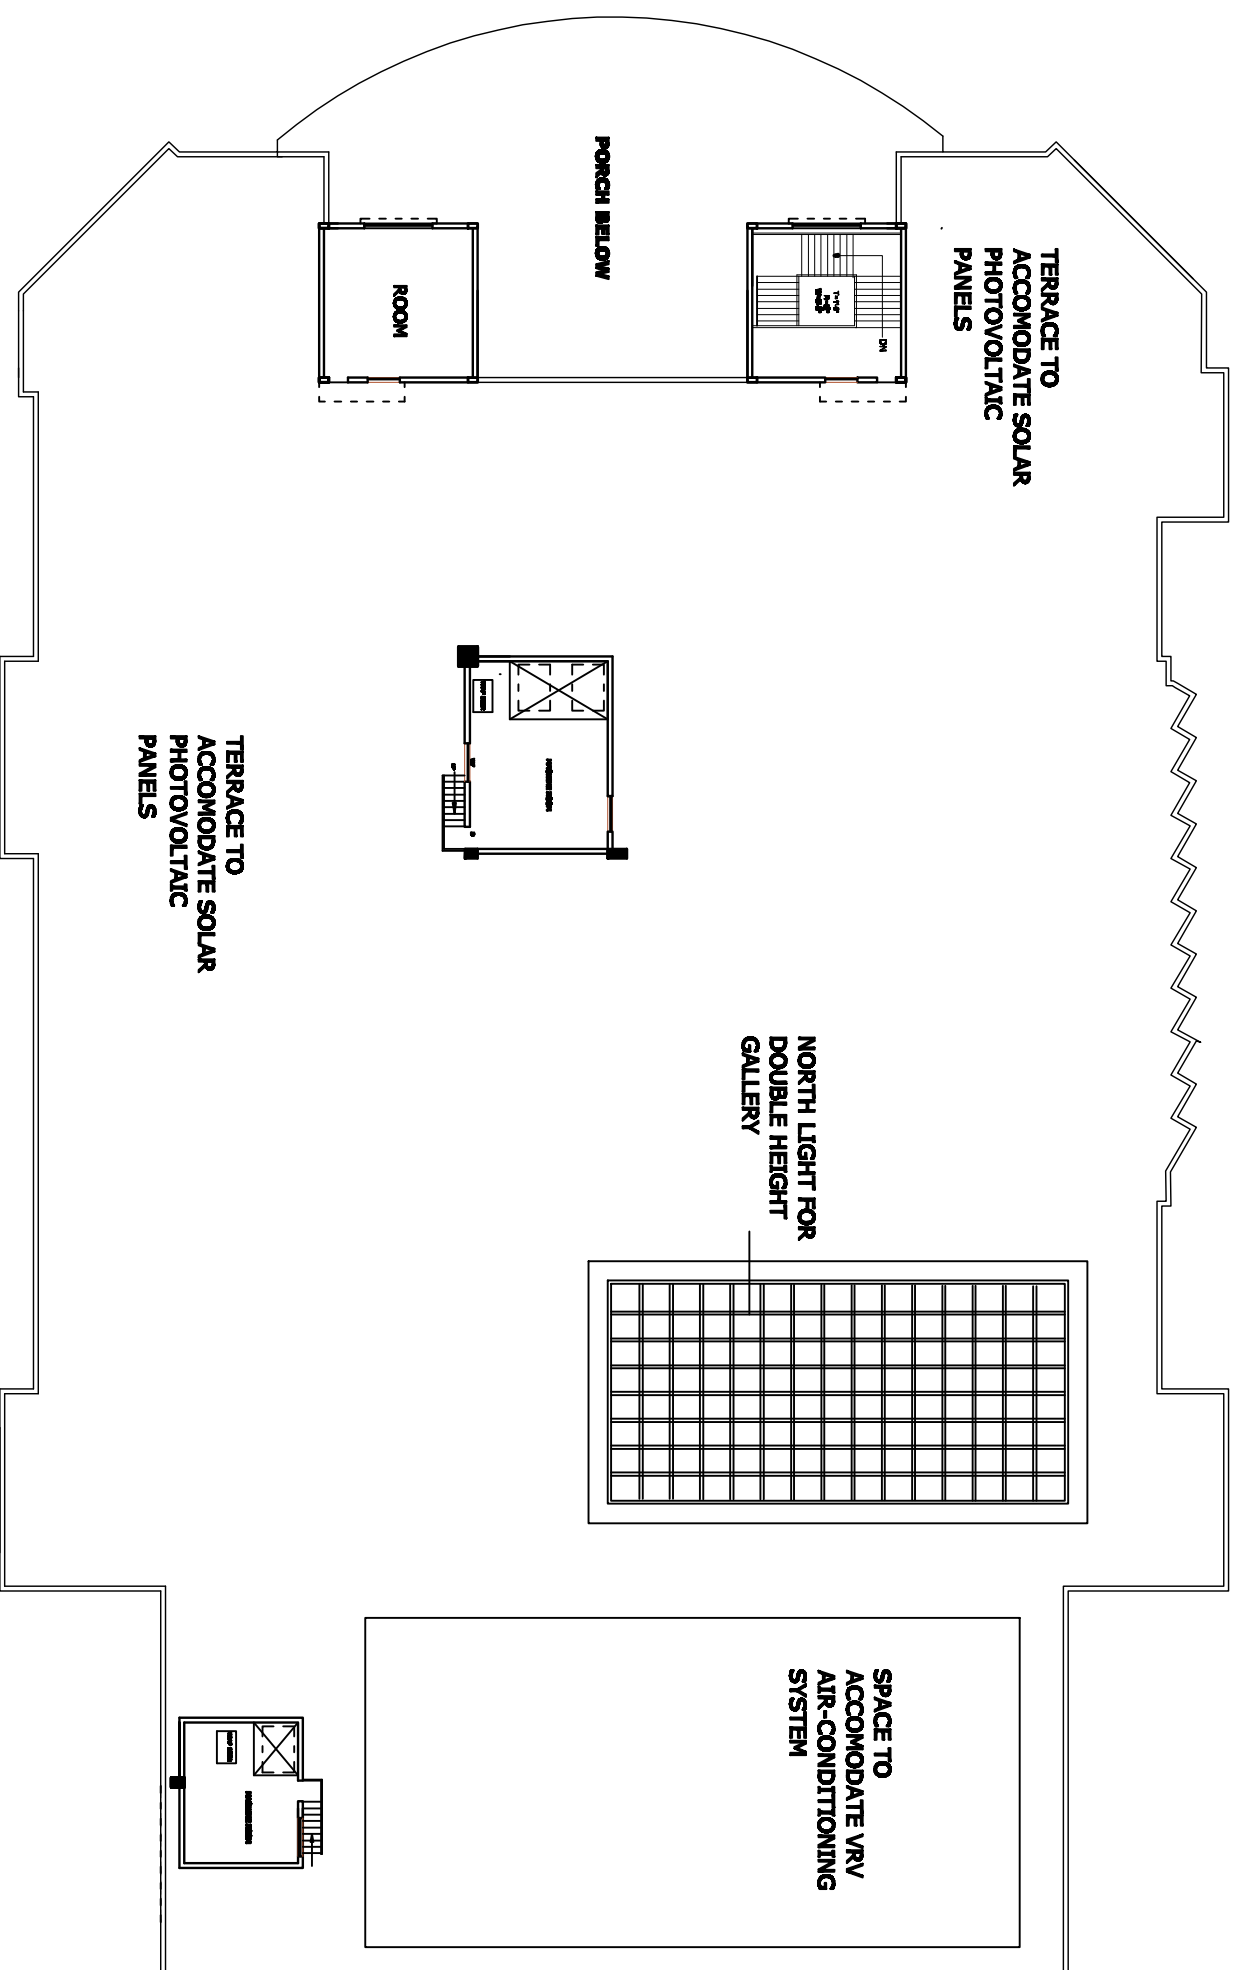 PORCH BELOW
TERRACE TO
ACCOMODATE SOLAR
PHOTOVOLTAIC
PANELS
ROOM
DN
TERRACE TO
ACCOMODATE SOLAR
PHOTOVOLTAIC
PANELS
NORTH LIGHT FOR
DOUBLE HEIGHT
GALLERY
SPACE TO
ACCOMODATE VRV
AIR-CONDITIONING
SYSTEM